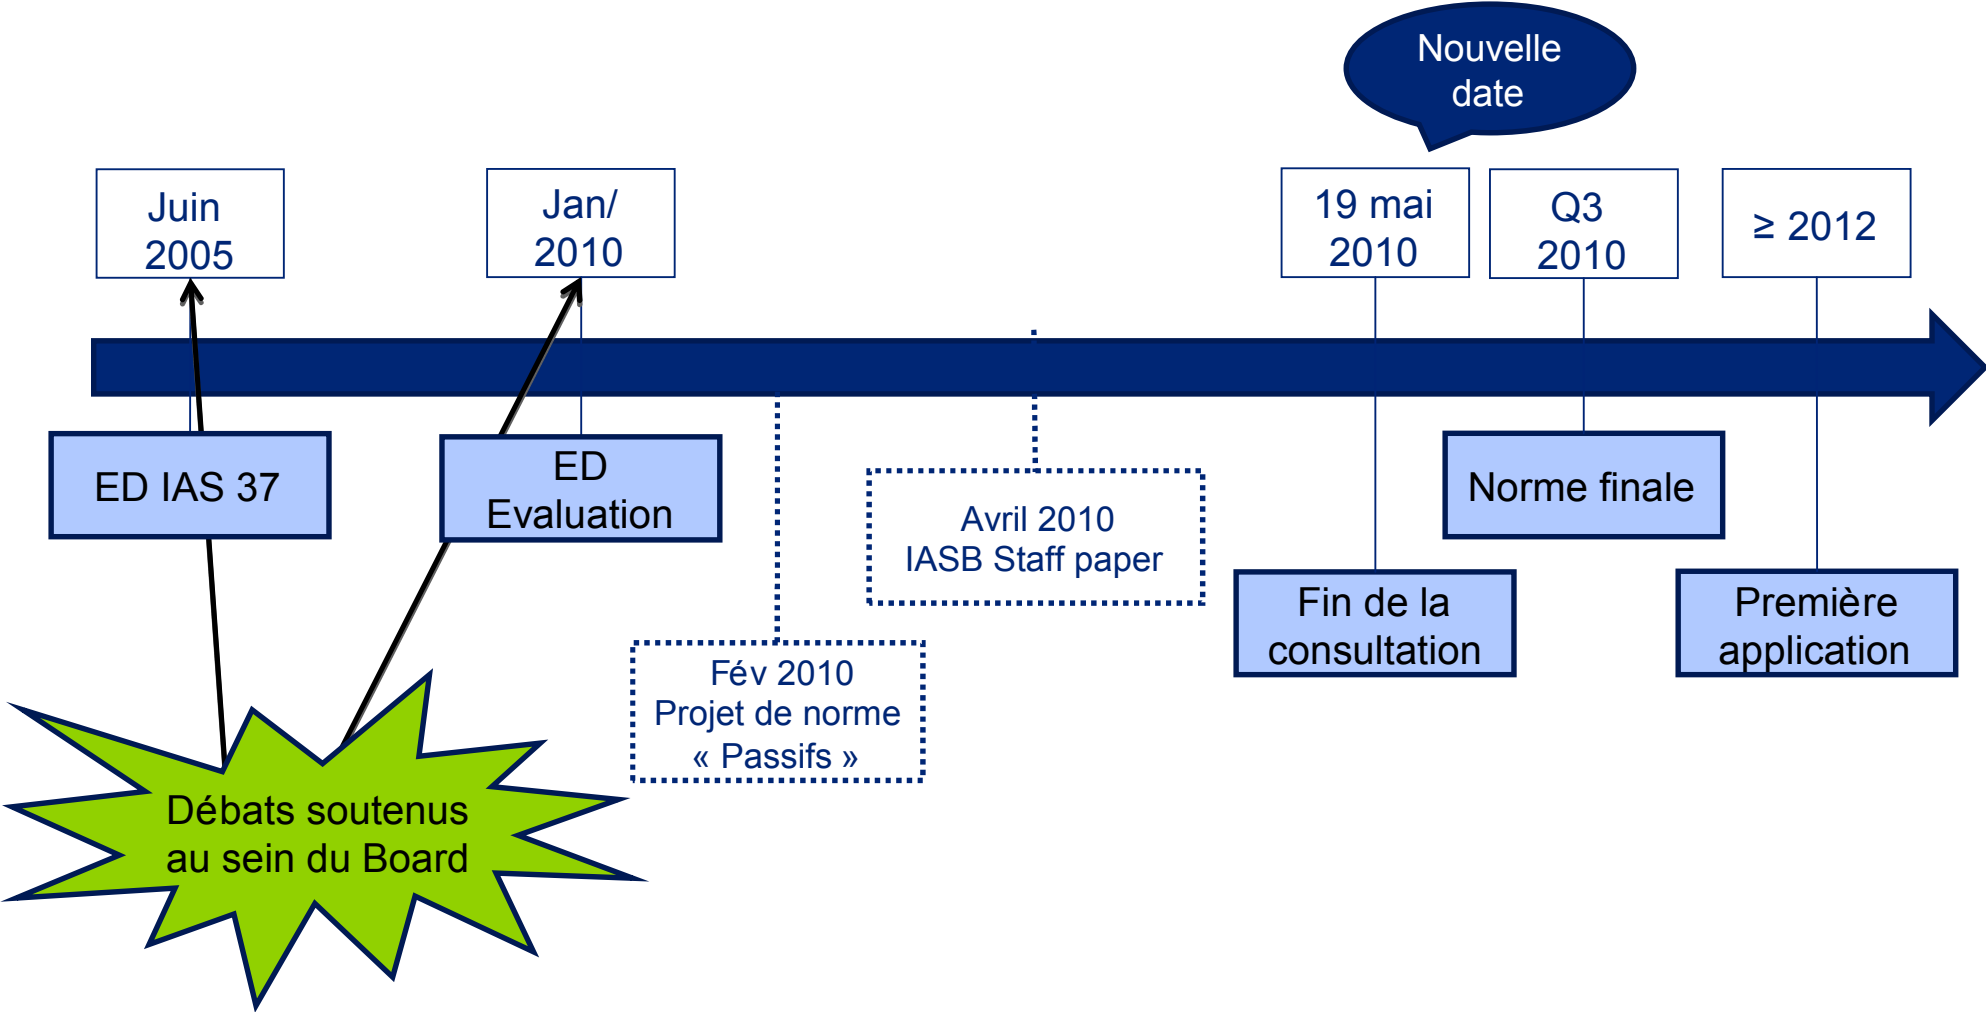 Nouvelle
date
Juin
2005
Jan/
2010
19 mai
2010
Q3
2010
≥ 2012
ED IAS 37
ED
Evaluation
Avril 2010
IASB Staff paper
Norme finale
Fin de la
consultation
Première
application
Fév 2010
Projet de norme
« Passifs »
Débats soutenus
au sein du Board